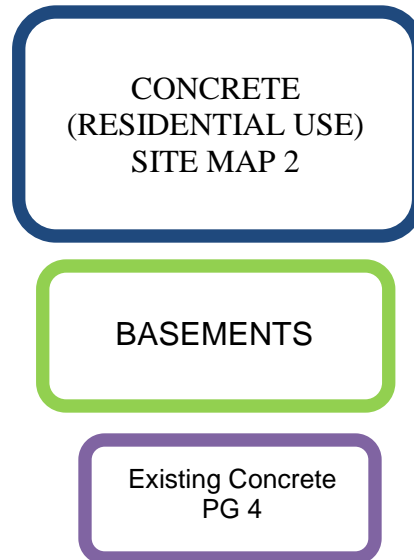 CONCRETE
(RESIDENTIAL USE)
SITE MAP 2
BASEMENTS
Existing Concrete
PG 4